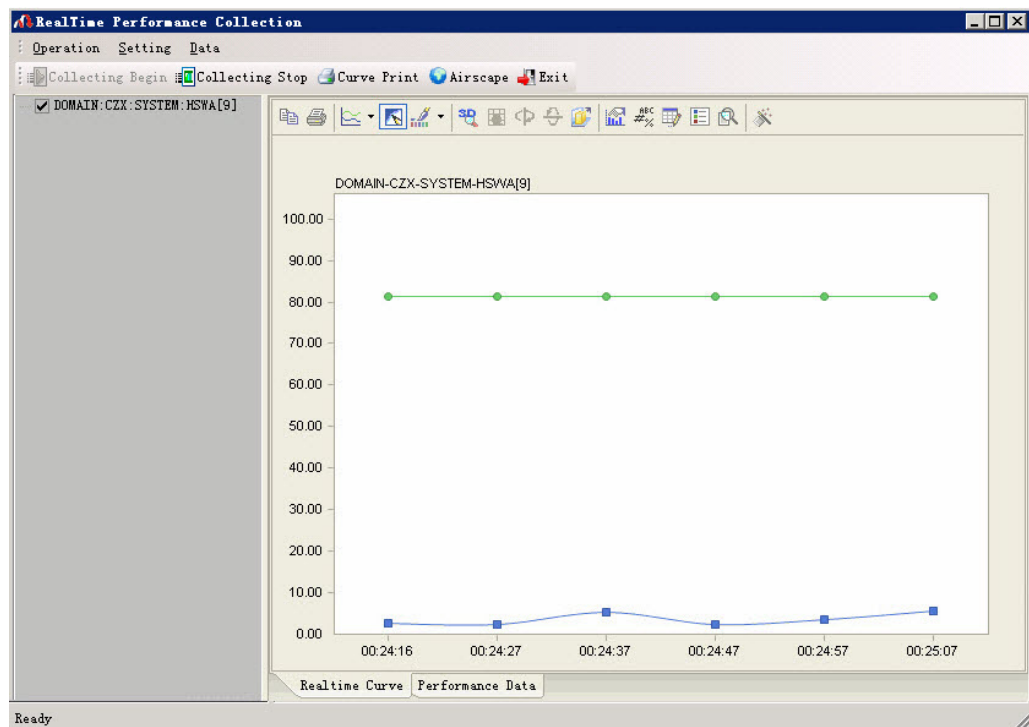 RealTime Performance Collection
Operation Setting Data
Collecting Begin Collecting Stop Curve Print Airscape Exit
DOMAIN:CZX:SYSTEM:HSWA[9]
3D ABC #%
DOMAIN-CZX-SYSTEM-HSWA[9]
100.00
90.00
80.00
70.00
60.00
50.00
40.00
30.00
20.00
10.00
0.00
00:24:16 00:24:27 00:24:37 00:24:47 00:24:57 00:25:07
Realtime Curve Performance Data
Ready